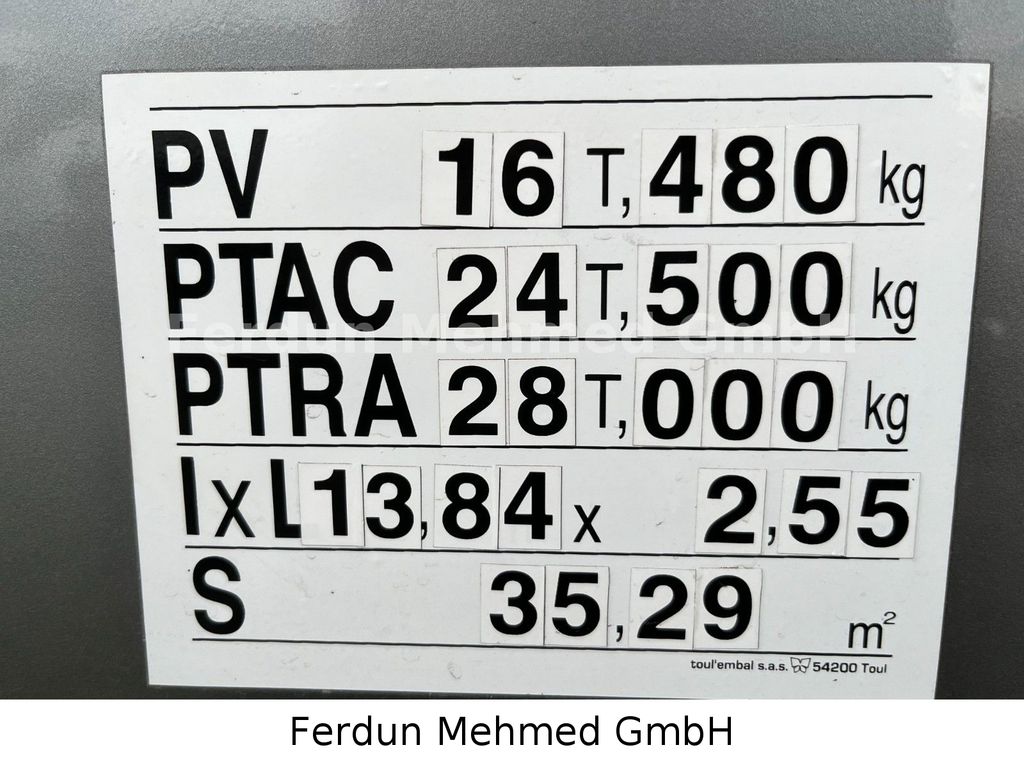 PV 16 T, 480 kg
PTAC 24 T, 500 kg
Ferdun Mehmed GmbH
PTRA 28 T, 000 kg
l x L 13,84 x 2,55
S 35,29 m²
toul'embal s.a.s. 54200 Toul
Ferdun Mehmed GmbH